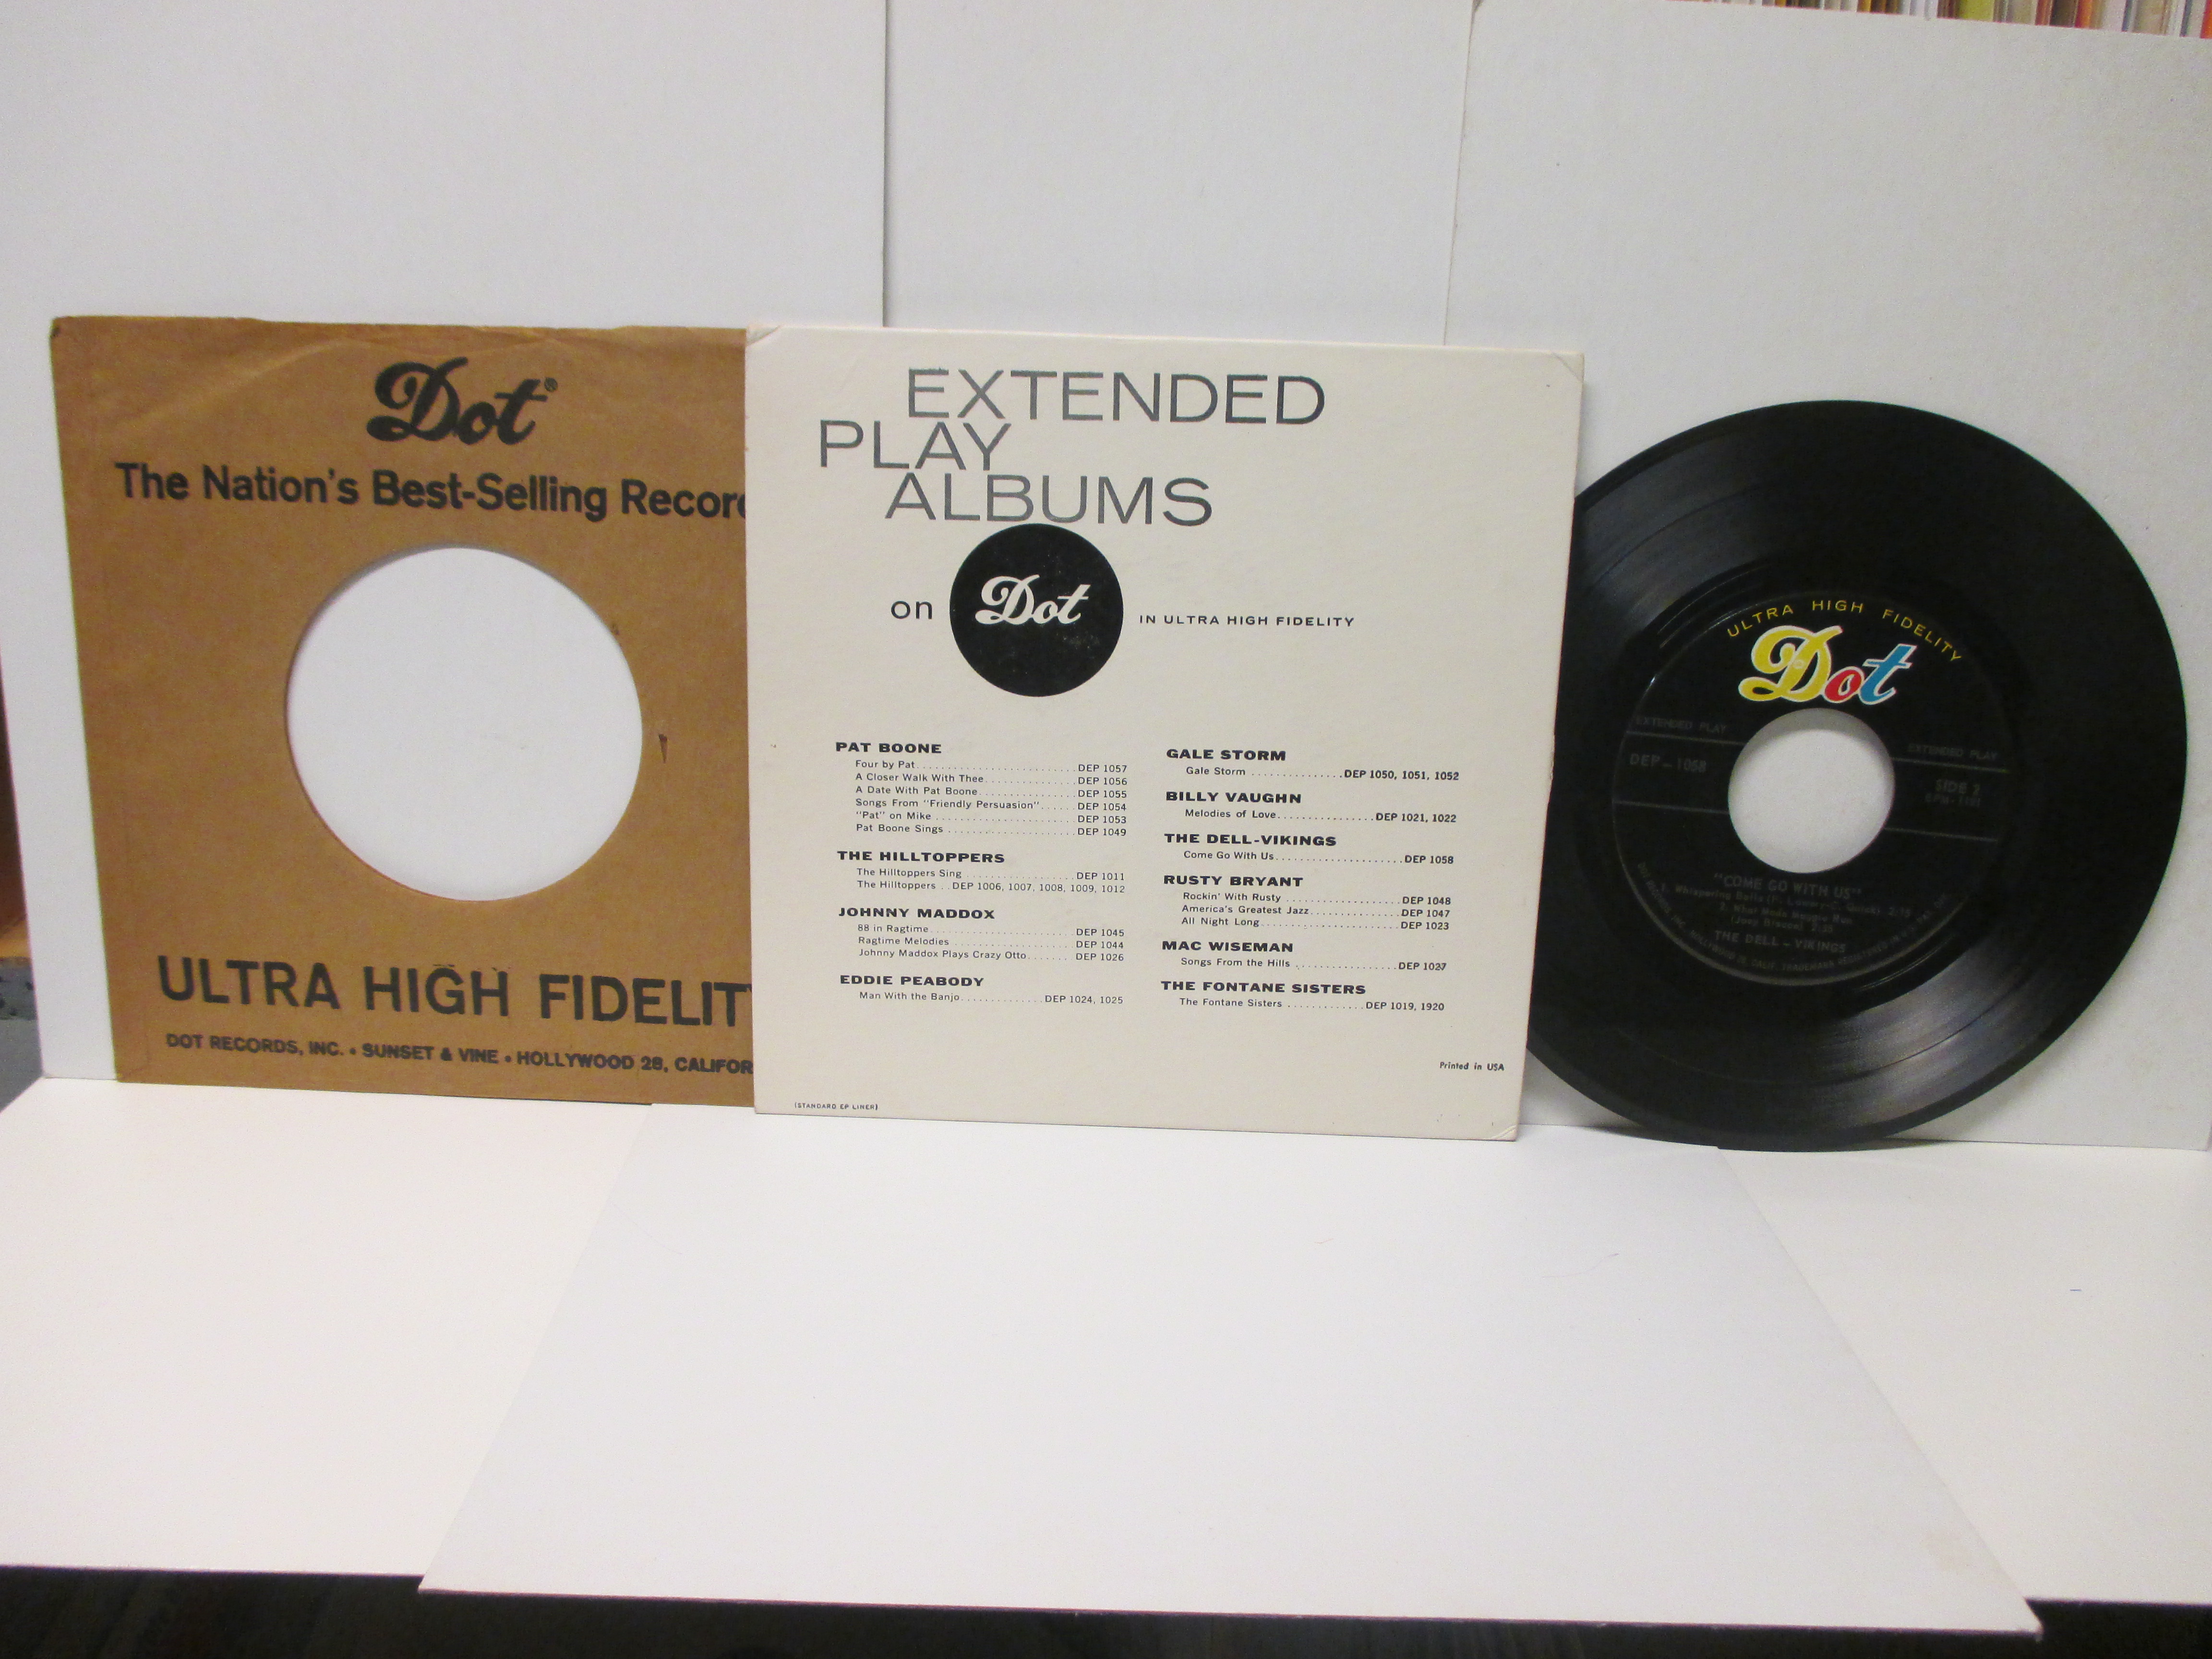 Dot®
The Nation's Best-Selling
ULTRA HIGH
DOT RECORDS, INC. • SUNSET & VINE • HOLLYWOOD 28,
EXTENDED
PLAY
ALBUMS
on Dot IN ULTRA HIGH FIDELITY
PAT BOONE
Four by Pat DEP 1057
A Closer Walk With Thee DEP 1056
A Date With Pat Boone DEP 1055
Songs From "Friendly Persuasion" DEP 1054
"Pat" on Mike DEP 1053
Pat Boone Sings DEP 1049
THE HILLTOPPERS
The Hilltoppers Sing DEP 1011
The Hilltoppers DEP 1006, 1007, 1008, 1009, 1012
JOHNNY MADDOX
88 in Ragtime DEP 1045
Ragtime Melodies DEP 1044
Johnny Maddox Plays Crazy Otto DEP 1026
EDDIE PEABODY
Man With the Banjo DEP 1024, 1025
GALE STORM
Gale Storm DEP 1050, 1051, 1052
BILLY VAUGHN
Melodies of Love DEP 1021, 1022
THE DELL-VIKINGS
Come Go With Us DEP 1058
RUSTY BRYANT
Rockin' With Rusty DEP 1048
America's Greatest Jazz DEP 1047
All Night Long DEP 1023
MAC WISEMAN
Songs From the Hills DEP 1027
THE FONTANE SISTERS
The Fontane Sisters DEP 1019, 1920
Printed in USA
(STANDARD EP LINER)
ULTRA HIGH FIDELITY
Dot
EXTENDED PLAY
EXTENDED PLAY
DEP-1058
SIDE 2
"COME GO WITH US"
1. Whispering Bells
2. What Made Maggie Run
THE DELL-VIKINGS